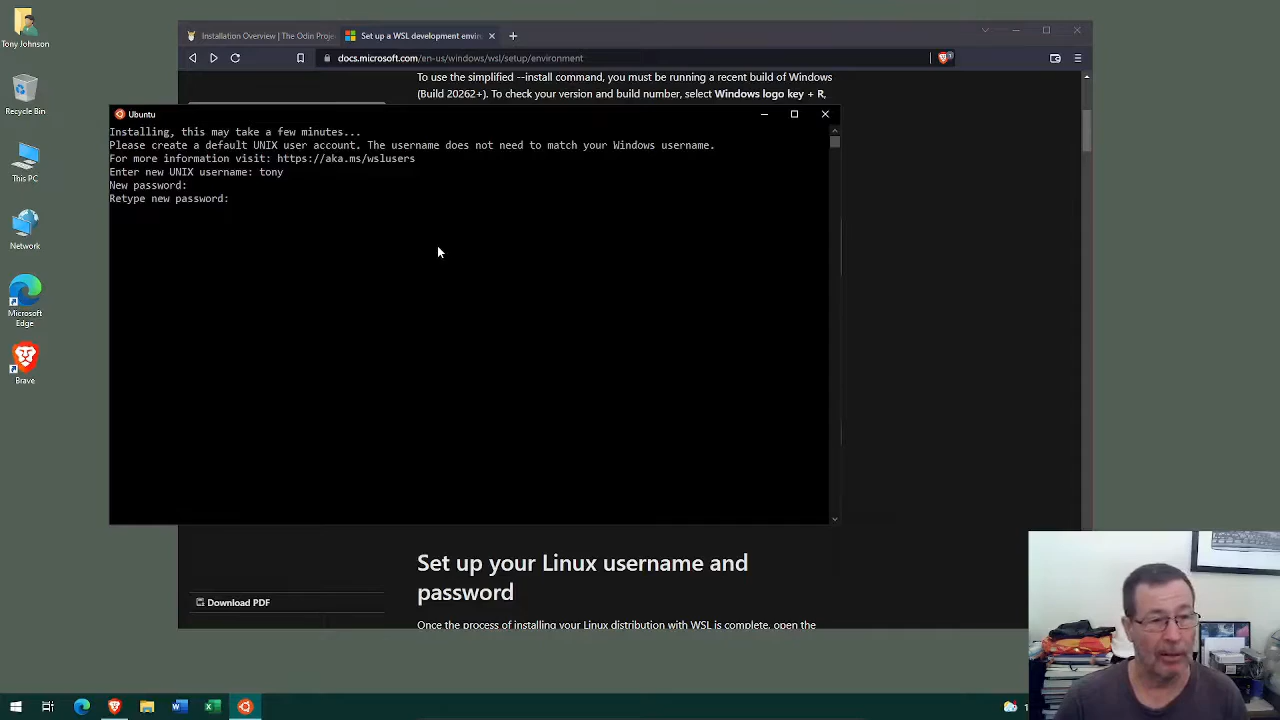 Tony Johnson
Recycle Bin
This PC
Network
Microsoft
Edge
Brave
Installation Overview | The Odin Proje
Set up a WSL development envir
docs.microsoft.com/en-us/windows/wsl/setup/environment
To use the simplified --install command, you must be running a recent build of Windows
(Build 20262+). To check your version and build number, select Windows logo key + R,
Ubuntu
Installing, this may take a few minutes...
Please create a default UNIX user account. The username does not need to match your Windows username.
For more information visit: https://aka.ms/wslusers
Enter new UNIX username: tony
New password:
Retype new password:
Set up your Linux username and
password
Download PDF
Once the process of installing your Linux distribution with WSL is complete, open the